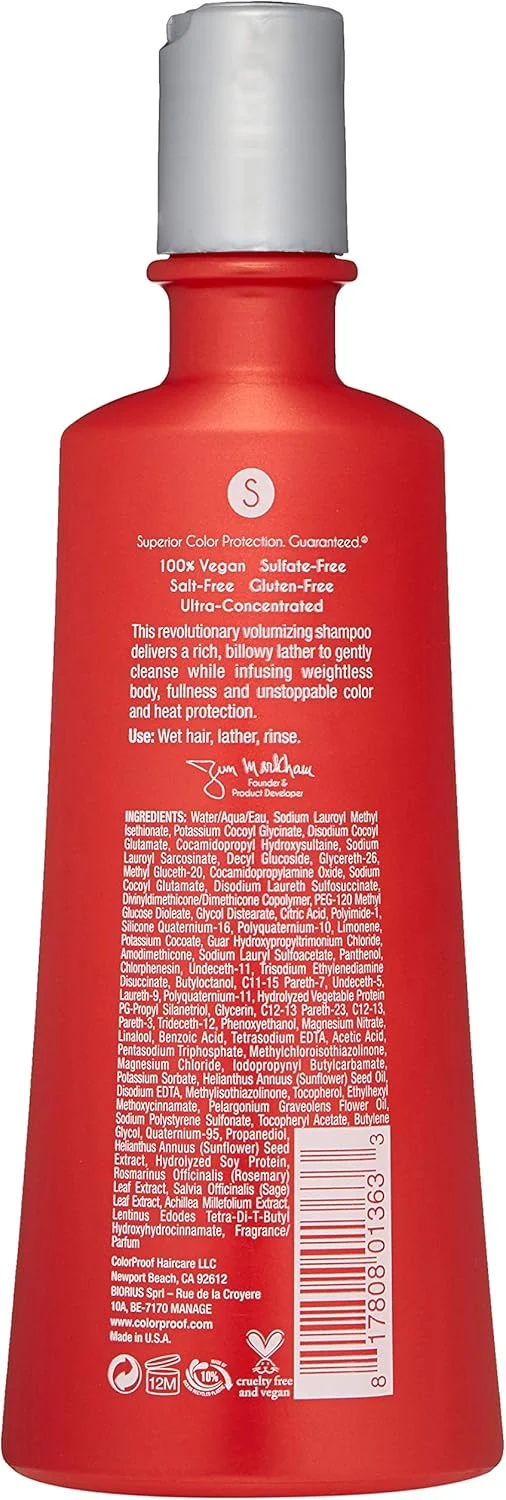 S
Superior Color Protection. Guaranteed.®
100% Vegan Sulfate-Free
Salt-Free Gluten-Free
Ultra-Concentrated
This revolutionary volumizing shampoo
delivers a rich, billowy lather to gently
cleanse while infusing weightless
body, fullness and unstoppable color
and heat protection.
Use: Wet hair, lather, rinse.
Jim Markham
Founder &
Product Developer
INGREDIENTS: Water/Aqua/Eau, Sodium Lauroyl Methyl
Isethionate, Potassium Cocoyl Glycinate, Disodium Cocoyl
Glutamate, Cocamidopropyl Hydroxysultaine, Sodium
Lauroyl Sarcosinate, Decyl Glucoside, Glycereth-26,
Methyl Gluceth-20, Cocamidopropylamine Oxide, Sodium
Cocoyl Glutamate, Disodium Laureth Sulfosuccinate,
Divinyldimethicone/Dimethicone Copolymer, PEG-120 Methyl
Glucose Dioleate, Glycol Distearate, Citric Acid, Polyimide-1,
Silicone Quaternium-16, Polyquaternium-10, Limonene,
Potassium Cocoate, Guar Hydroxypropyltrimonium Chloride,
Amodimethicone, Sodium Lauryl Sulfoacetate, Panthenol,
Chlorphenesin, Undeceth-11, Trisodium Ethylenediamine
Disuccinate, Butyloctanol, C11-15 Pareth-7, Undeceth-5,
Laureth-9, Polyquaternium-11, Hydrolyzed Vegetable Protein
PG-Propyl Silanetriol, Glycerin, C12-13 Pareth-23, C12-13,
Pareth-3, Trideceth-12, Phenoxyethanol, Magnesium Nitrate,
Linalool, Benzoic Acid, Tetrasodium EDTA, Acetic Acid,
Pentasodium Triphosphate, Methylchloroisothiazolinone,
Magnesium Chloride, Iodopropynyl Butylcarbamate,
Potassium Sorbate, Helianthus Annuus (Sunflower) Seed Oil,
Disodium EDTA, Methylisothiazolinone, Tocopherol, Ethylhexyl
Methoxycinnamate, Pelargonium Graveolens Flower Oil,
Sodium Polystyrene Sulfonate, Tocopheryl Acetate, Butylene
Glycol, Quaternium-95, Propanediol,
Helianthus Annuus (Sunflower) Seed
Extract, Hydrolyzed Soy Protein,
Rosmarinus Officinalis (Rosemary)
Leaf Extract, Salvia Officinalis (Sage)
Leaf Extract, Achillea Millefolium Extract,
Lentinus Edodes Tetra-Di-T-Butyl
Hydroxyhydrocinnamate, Fragrance/
Parfum
8 17808 01363 3
ColorProof Haircare LLC
Newport Beach, CA 92612
BIORIUS Sprl – Rue de la Croyere
10A, BE-7170 MANAGE
www.colorproof.com
Made in U.S.A.
12M
10%
cruelty free
and vegan